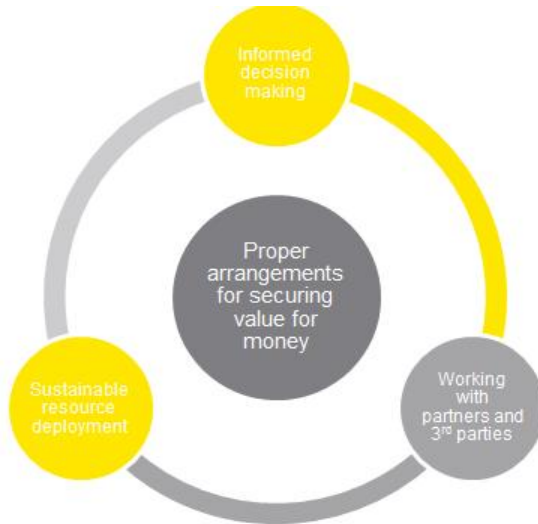 Informed
decision
making
Proper
arrangements
for securing
value for
money
Sustainable
resource
deployment
Working
with
partners and
3rd parties